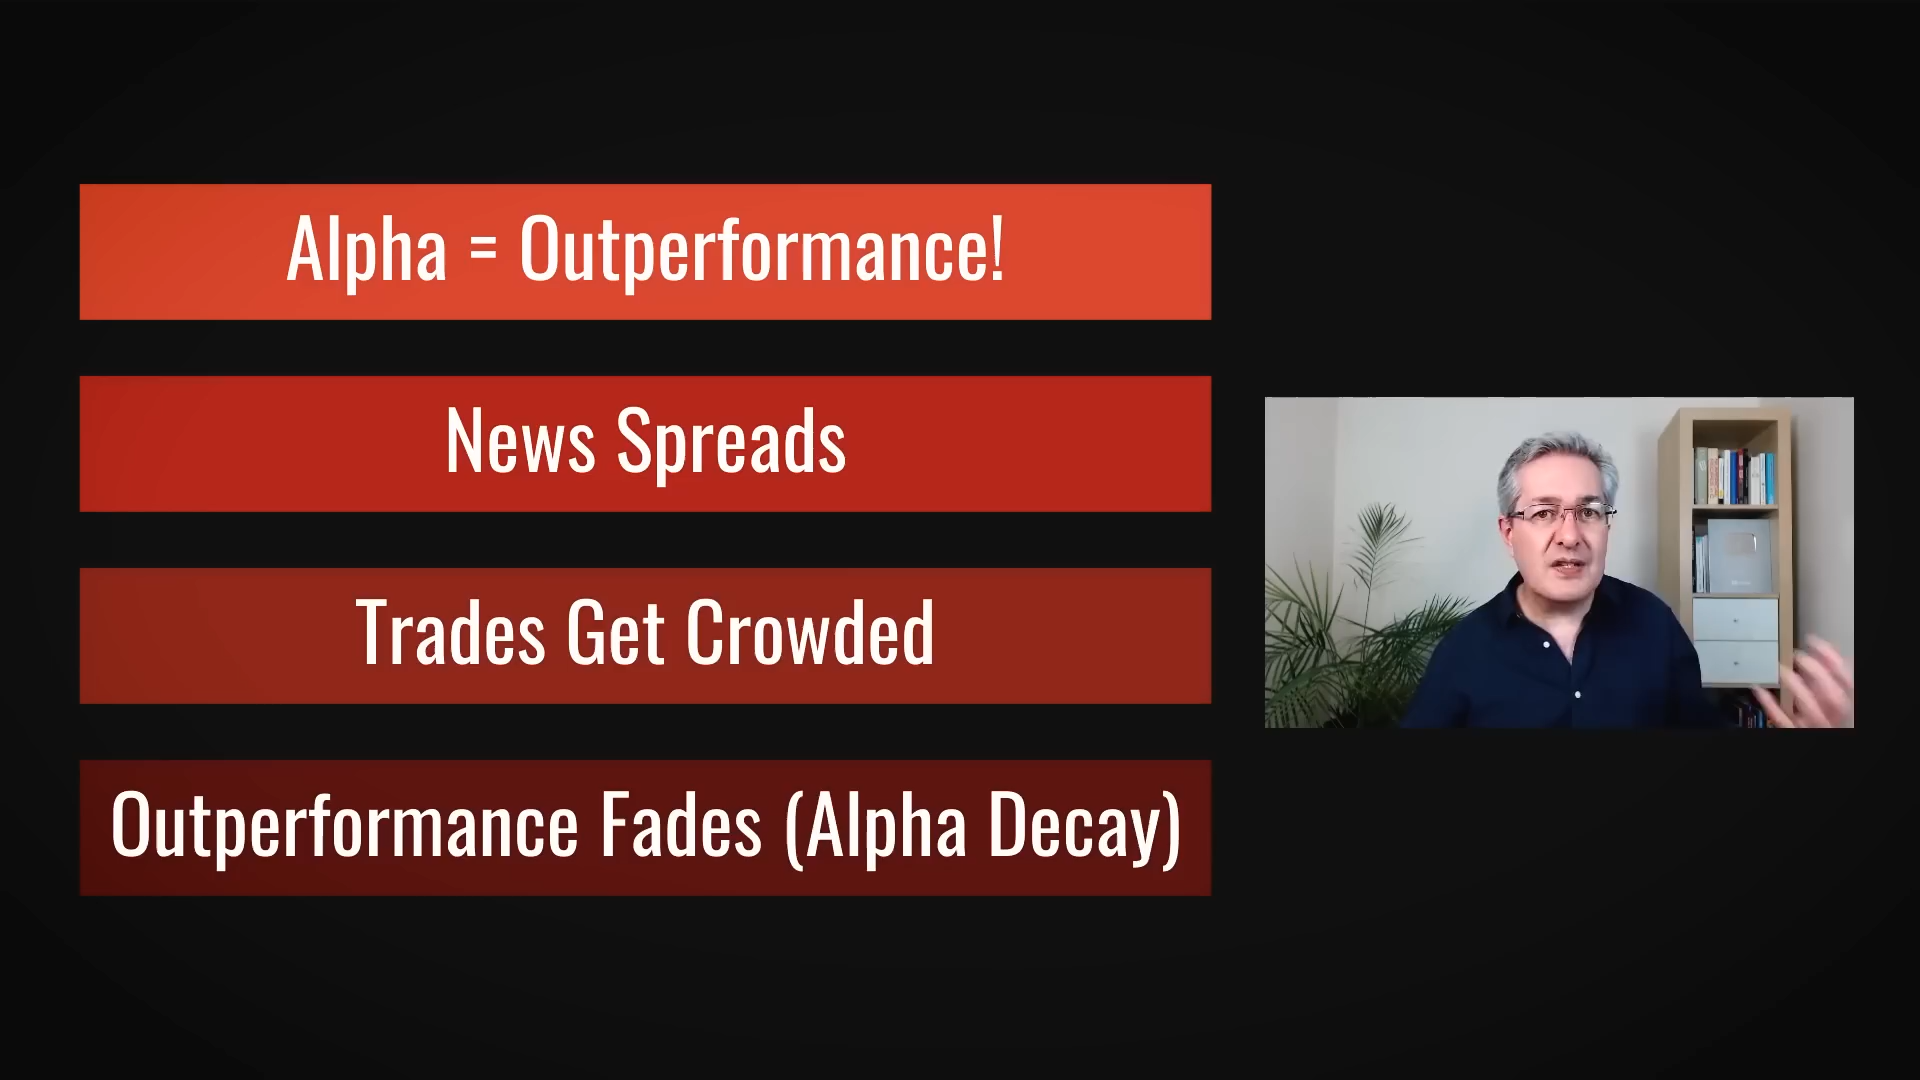 Alpha = Outperformance!
News Spreads
Trades Get Crowded
Outperformance Fades (Alpha Decay)